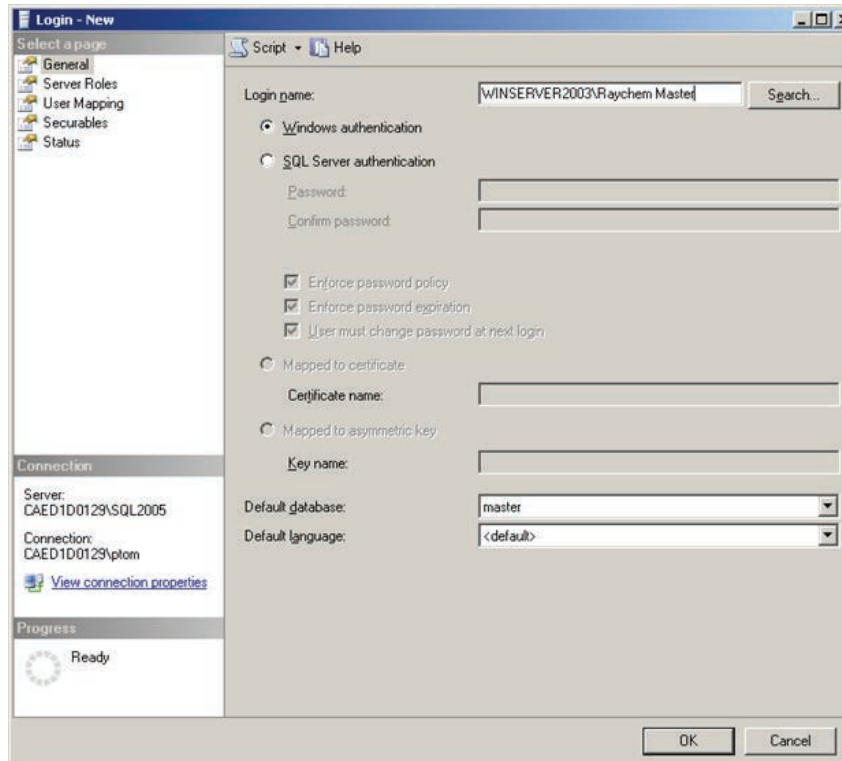 Login - New
Select a page
General
Server Roles
User Mapping
Securables
Status
Script Help
Login name: WINSERVER2003\Raychem Master Search...
Windows authentication
SQL Server authentication
Password:
Confirm password:
Enforce password policy
Enforce password expiration
User must change password at next login
Mapped to certificate
Certificate name:
Mapped to asymmetric key
Key name:
Default database: master
Default language: <default>
Connection
Server:
CAED1D0129\SQL2005
Connection:
CAED1D0129\ptom
View connection properties
Progress
Ready
OK Cancel